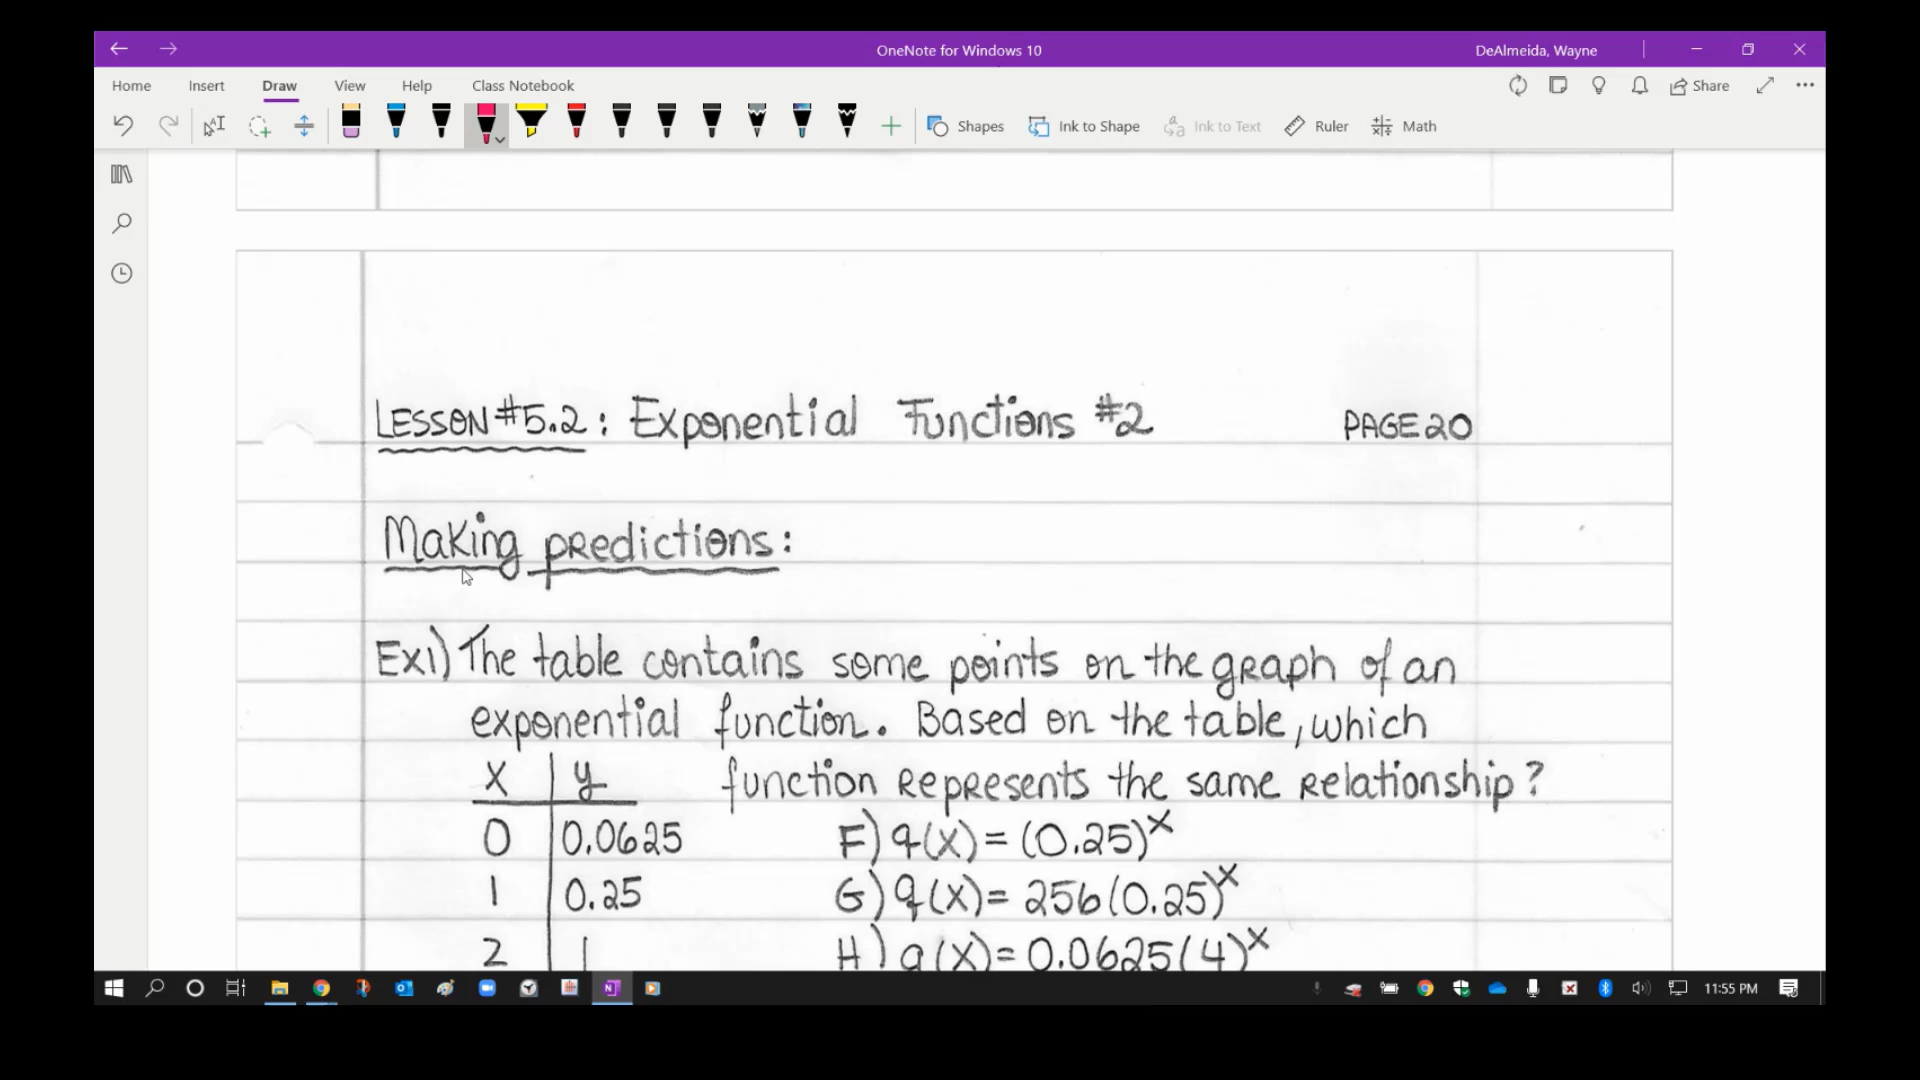 OneNote for Windows 10
DeAlmeida, Wayne
Home Insert Draw View Help Class Notebook
Share
Shapes Ink to Shape Ink to Text Ruler Math
LESSON #5.2: Exponential Functions #2 PAGE 20
Making predictions:
Ex1) The table contains some points on the graph of an
exponential function. Based on the table, which
x | y function represents the same relationship?
0 | 0.0625 F) q(x) = (0.25)^x
1 | 0.25 G) q(x) = 256(0.25)^x
2 | 1 H) q(x) = 0.0625(4)^x
11:55 PM